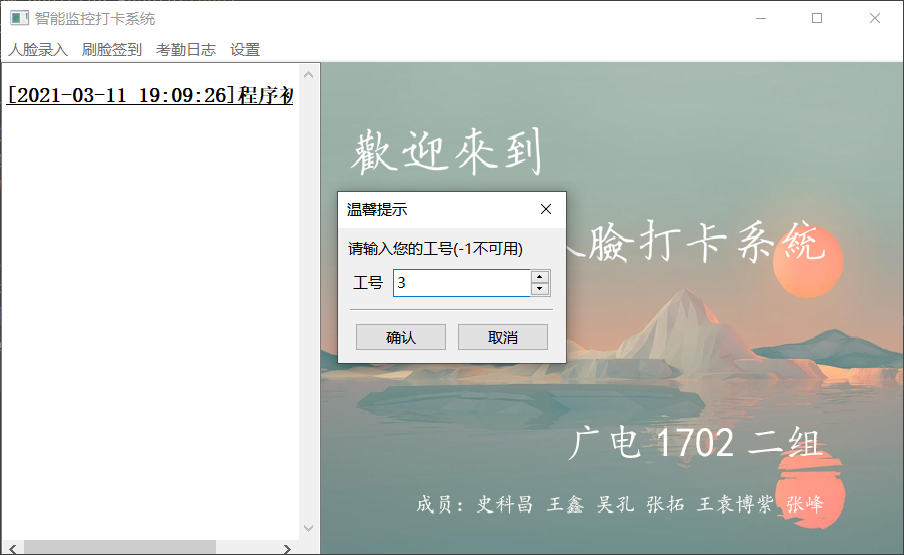 智能监控打卡系统
人脸录入 刷脸签到 考勤日志 设置
[2021-03-11 19:09:26]程序初
歡迎來到
人臉打卡系統
温馨提示
请输入您的工号(-1不可用)
工号 3
确认 取消
广电 1702 二组
成员：史科昌 王鑫 吴孔 张拓 王袁博紫 张峰